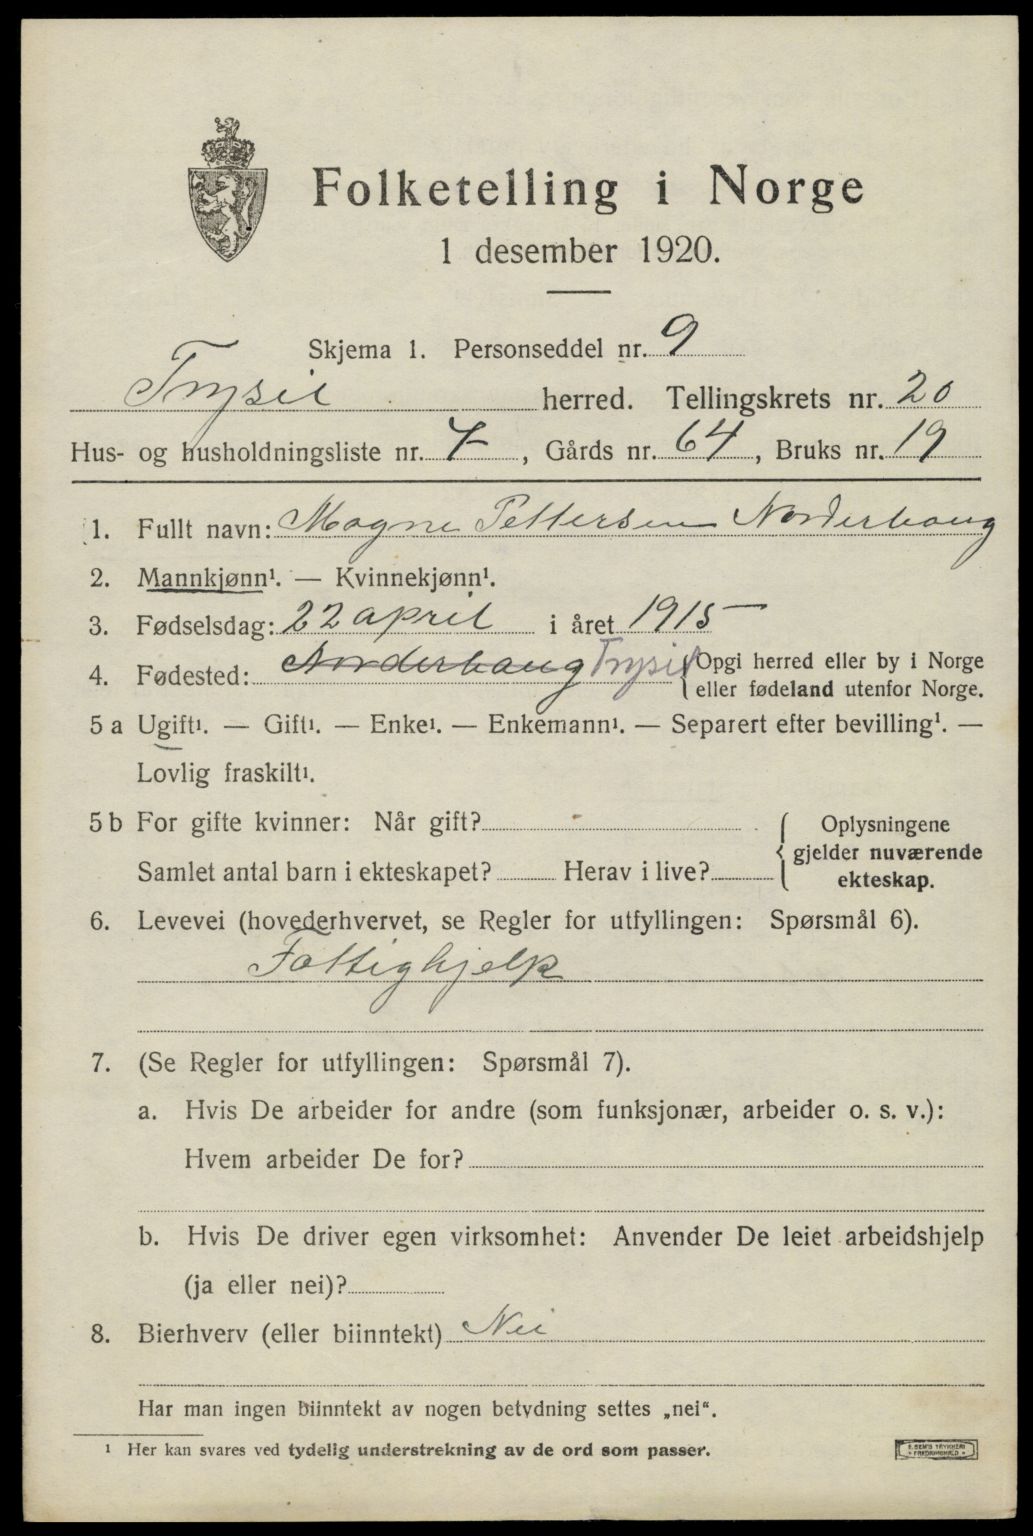 Folketelling i Norge
1 desember 1920.
Skjema 1. Personseddel nr. 9
Trysil herred. Tellingskrets nr. 20
Hus- og husholdningsliste nr. 7, Gårds nr. 64, Bruks nr. 19
1. Fullt navn: Magne Pettersen Norderhaug
2. Mannkjønn¹. — Kvinnekjønn¹.
3. Fødselsdag: 22 april i året 1915
4. Fødested: Norderhaug Trysil {Opgi herred eller by i Norge
eller fødeland utenfor Norge.
5 a Ugift¹. — Gift¹. — Enke¹. — Enkemann¹. — Separert efter bevilling¹. —
Lovlig fraskilt¹.
5 b For gifte kvinner: Når gift?
Samlet antal barn i ekteskapet? Herav i live?
Oplysningene
gjelder nuværende
ekteskap.
6. Levevei (hovederhvervet, se Regler for utfyllingen: Spørsmål 6).
Fattighjelp
7. (Se Regler for utfyllingen: Spørsmål 7).
a. Hvis De arbeider for andre (som funksjonær, arbeider o. s. v.):
Hvem arbeider De for?
b. Hvis De driver egen virksomhet: Anvender De leiet arbeidshjelp
(ja eller nei)?
8. Bierhverv (eller biinntekt) Nei
Har man ingen biinntekt av nogen betydning settes „nei“.
¹ Her kan svares ved tydelig understrekning av de ord som passer.
E. SEM'S TRYKKERI
FREDRIKSHALD